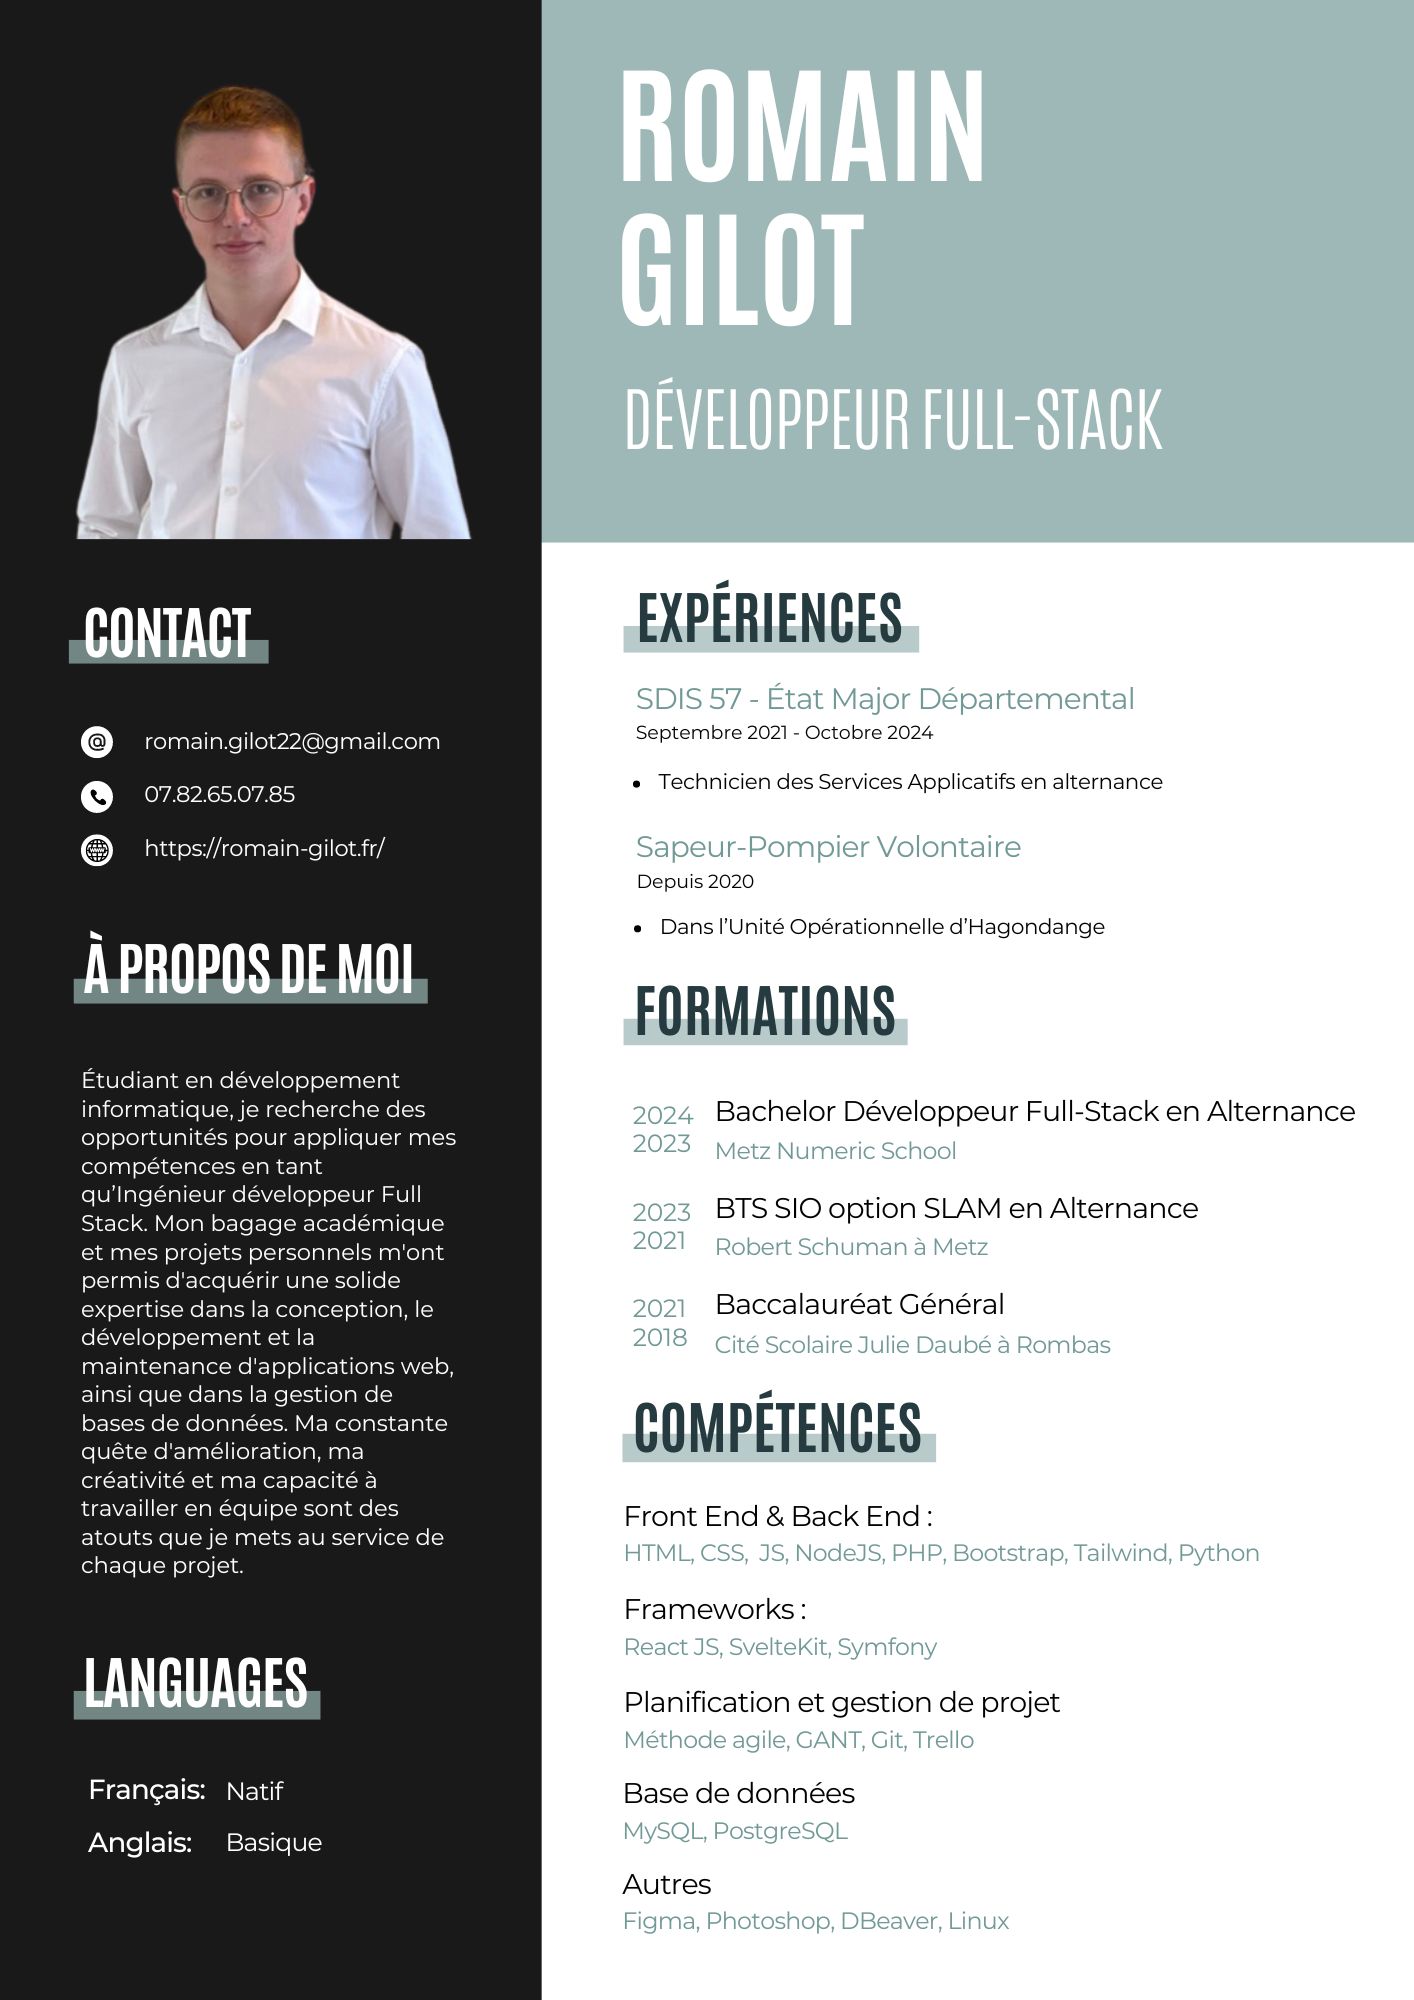 ROMAIN
GILOT
DÉVELOPPEUR FULL-STACK
CONTACT
romain.gilot22@gmail.com
07.82.65.07.85
https://romain-gilot.fr/
À PROPOS DE MOI
Étudiant en développement
informatique, je recherche des
opportunités pour appliquer mes
compétences en tant
qu'Ingénieur développeur Full
Stack. Mon bagage académique
et mes projets personnels m'ont
permis d'acquérir une solide
expertise dans la conception, le
développement et la
maintenance d'applications web,
ainsi que dans la gestion de
bases de données. Ma constante
quête d'amélioration, ma
créativité et ma capacité à
travailler en équipe sont des
atouts que je mets au service de
chaque projet.
LANGUAGES
Français: Natif
Anglais: Basique
EXPÉRIENCES
SDIS 57 - État Major Départemental
Septembre 2021 - Octobre 2024
• Technicien des Services Applicatifs en alternance
Sapeur-Pompier Volontaire
Depuis 2020
• Dans l'Unité Opérationnelle d'Hagondange
FORMATIONS
2024 Bachelor Développeur Full-Stack en Alternance
2023 Metz Numeric School
2023 BTS SIO option SLAM en Alternance
2021 Robert Schuman à Metz
2021 Baccalauréat Général
2018 Cité Scolaire Julie Daubé à Rombas
COMPÉTENCES
Front End & Back End :
HTML, CSS, JS, NodeJS, PHP, Bootstrap, Tailwind, Python
Frameworks :
React JS, SvelteKit, Symfony
Planification et gestion de projet
Méthode agile, GANT, Git, Trello
Base de données
MySQL, PostgreSQL
Autres
Figma, Photoshop, DBeaver, Linux